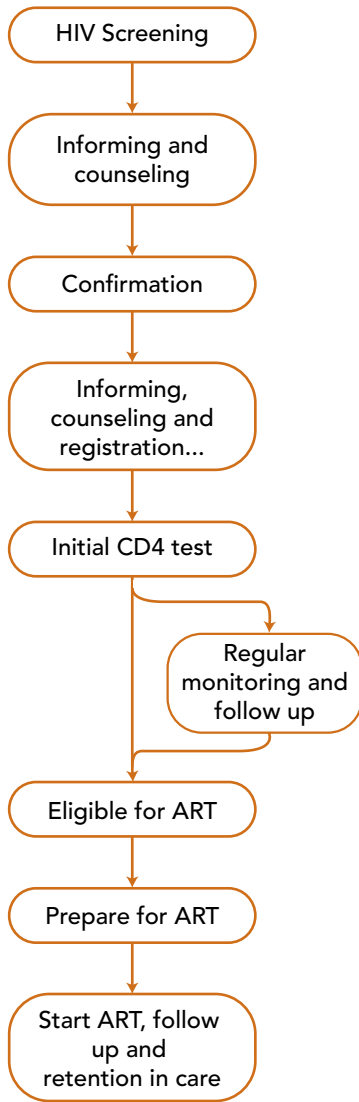 HIV Screening
Informing and
counseling
Confirmation
Informing,
counseling and
registration...
Initial CD4 test
Regular
monitoring and
follow up
Eligible for ART
Prepare for ART
Start ART, follow
up and
retention in care